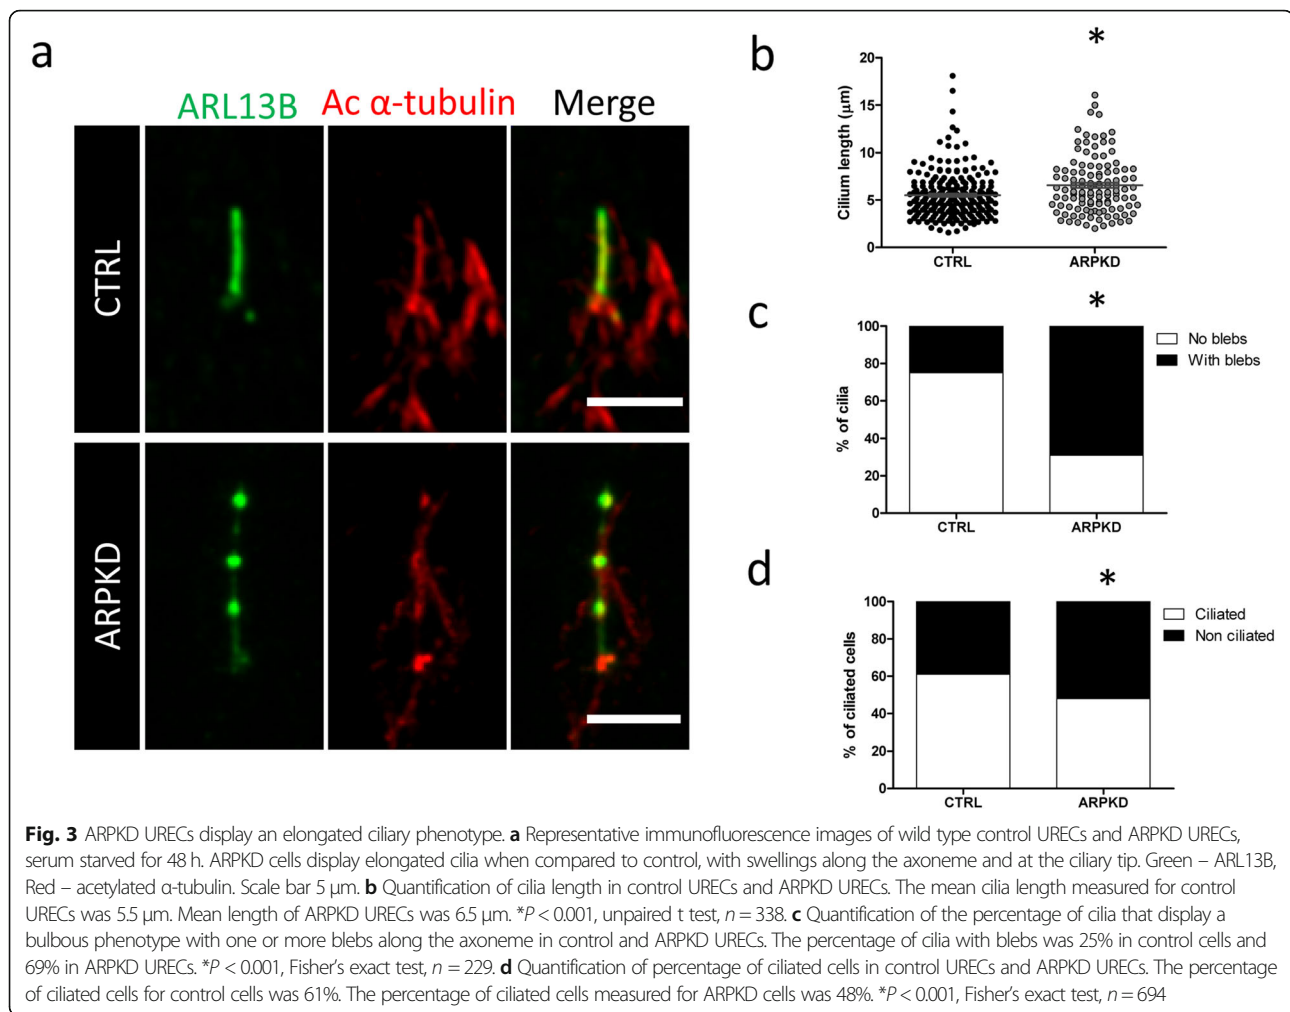 a
ARL13B Ac α-tubulin Merge
CTRL
ARPKD
b
*
20
15
10
5
0
Cilium length (μm)
CTRL ARPKD
c
*
100
80
60
40
20
0
% of cilia
CTRL ARPKD
No blebs
With blebs
d
*
100
80
60
40
20
0
% of ciliated cells
CTRL ARPKD
Ciliated
Non ciliated
Fig. 3 ARPKD URECs display an elongated ciliary phenotype. a Representative immunofluorescence images of wild type control URECs and ARPKD URECs,
serum starved for 48 h. ARPKD cells display elongated cilia when compared to control, with swellings along the axoneme and at the ciliary tip. Green – ARL13B,
Red – acetylated α-tubulin. Scale bar 5 μm. b Quantification of cilia length in control URECs and ARPKD URECs. The mean cilia length measured for control
URECs was 5.5 μm. Mean length of ARPKD URECs was 6.5 μm. *P < 0.001, unpaired t test, n = 338. c Quantification of the percentage of cilia that display a
bulbous phenotype with one or more blebs along the axoneme in control and ARPKD URECs. The percentage of cilia with blebs was 25% in control cells and
69% in ARPKD URECs. *P < 0.001, Fisher's exact test, n = 229. d Quantification of percentage of ciliated cells in control URECs and ARPKD URECs. The percentage
of ciliated cells for control cells was 61%. The percentage of ciliated cells measured for ARPKD cells was 48%. *P < 0.001, Fisher's exact test, n = 694